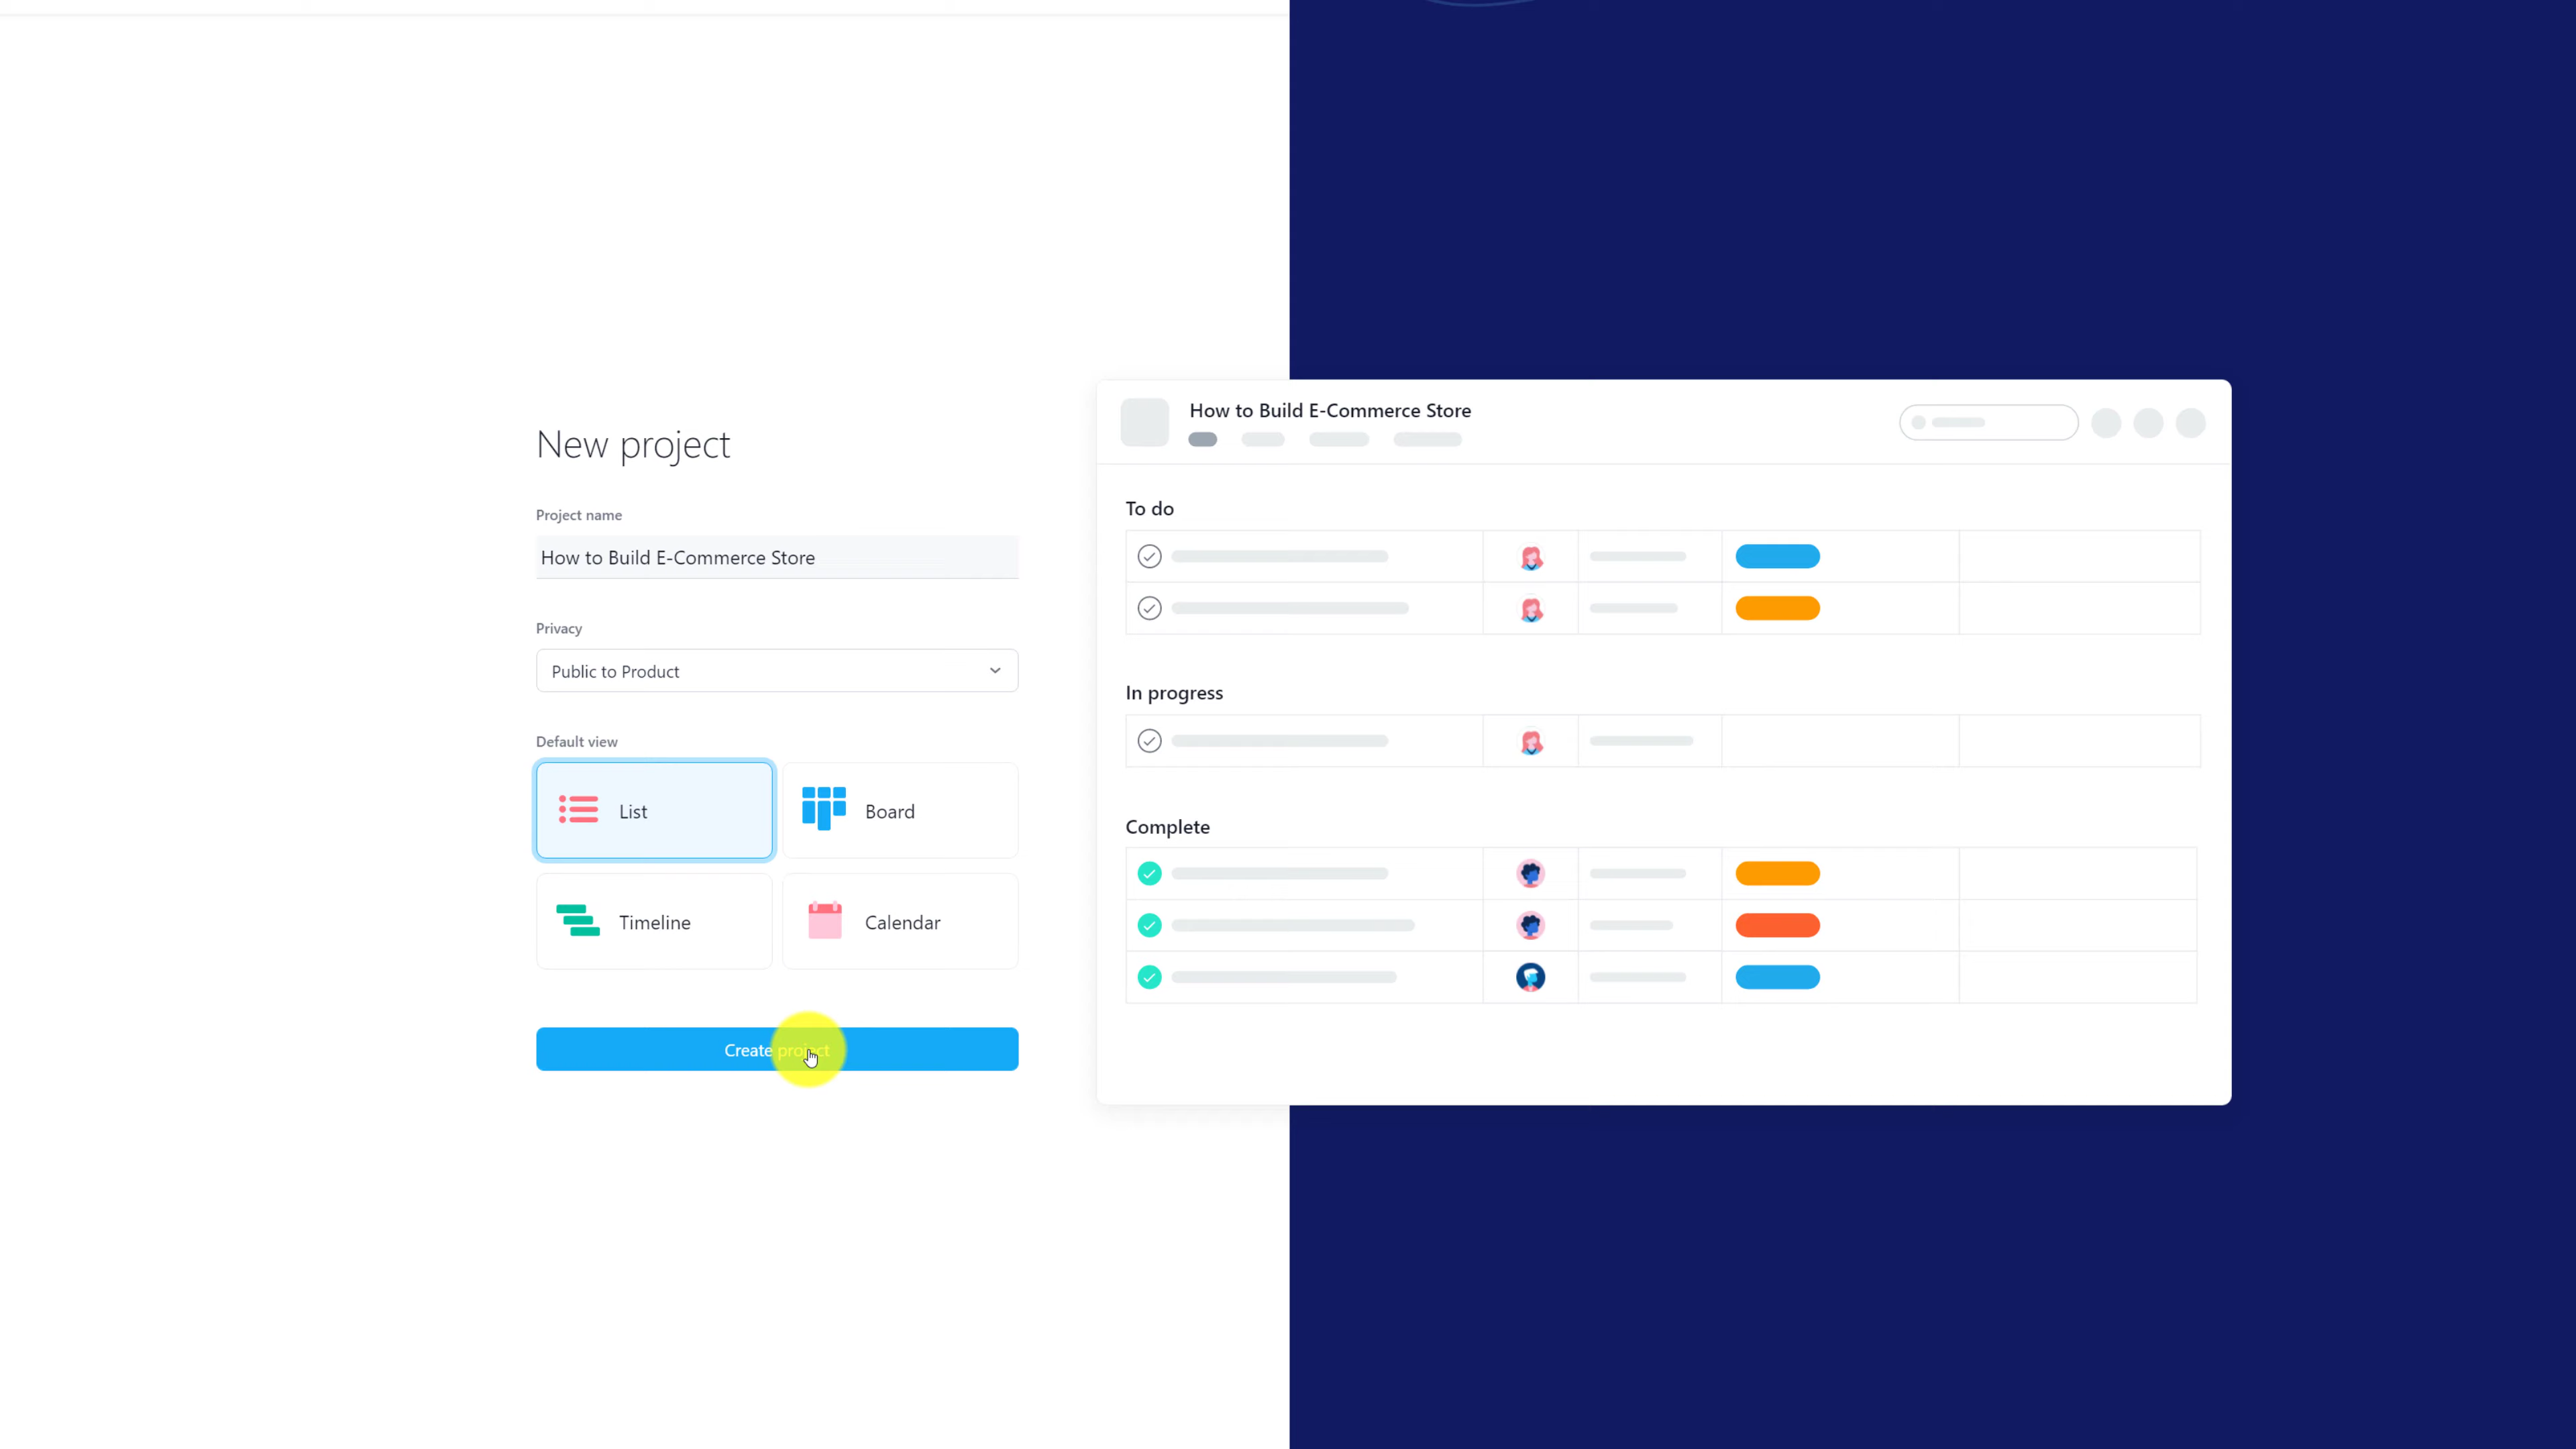 New project
Project name
How to Build E-Commerce Store
Privacy
Public to Product
Default view
List
Board
Timeline
Calendar
Create project
How to Build E-Commerce Store
To do
In progress
Complete